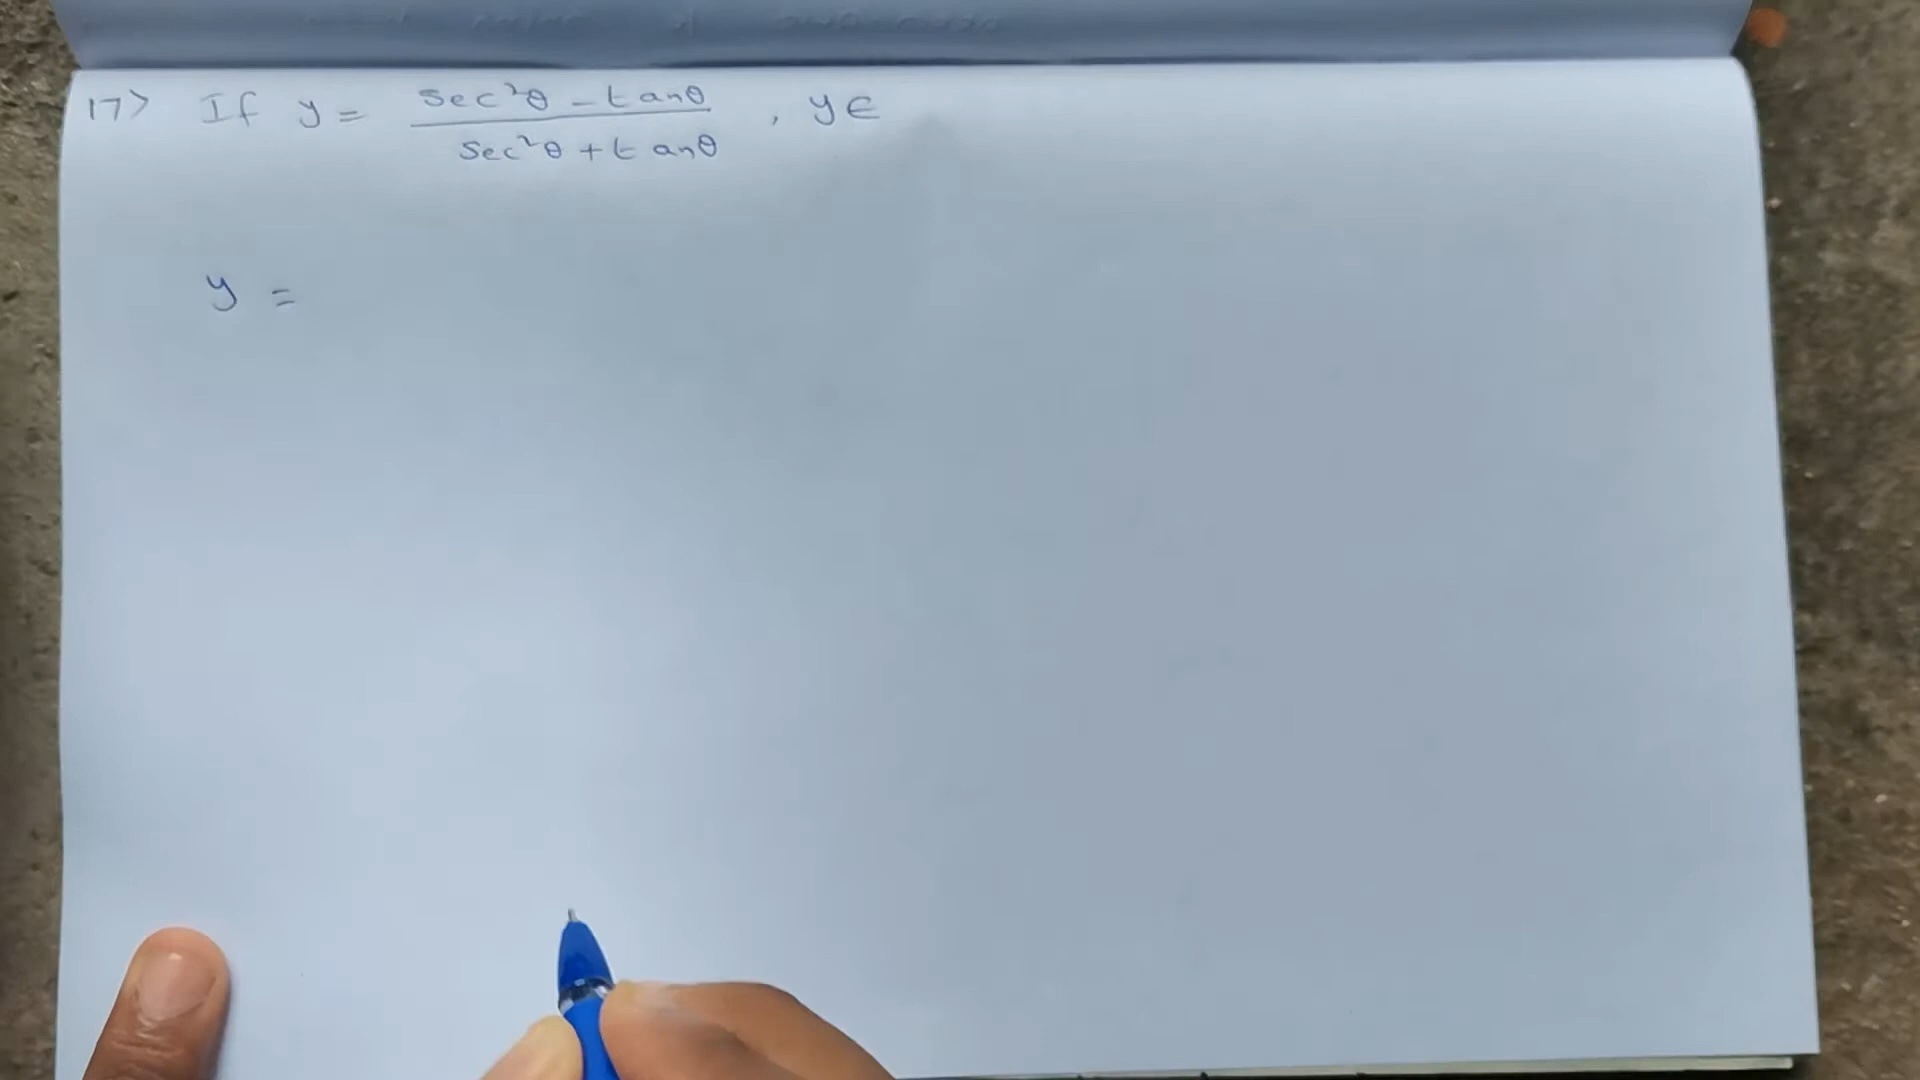 17> If y = sec²θ - tanθ / sec²θ + tanθ , y∈
y =